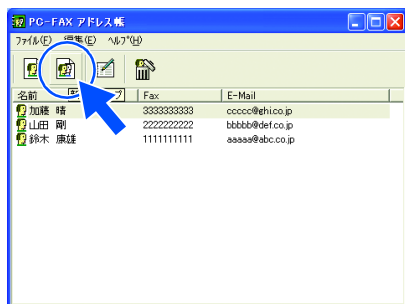 PC-FAX アドレス帳
ファイル(F) 編集(E) ヘルプ(H)
名前 Fax E-Mail
加藤 晴 3333333333 ccccc@ghi.co.jp
山田 剛 2222222222 bbbbb@def.co.jp
鈴木 康雄 1111111111 aaaaa@abc.co.jp